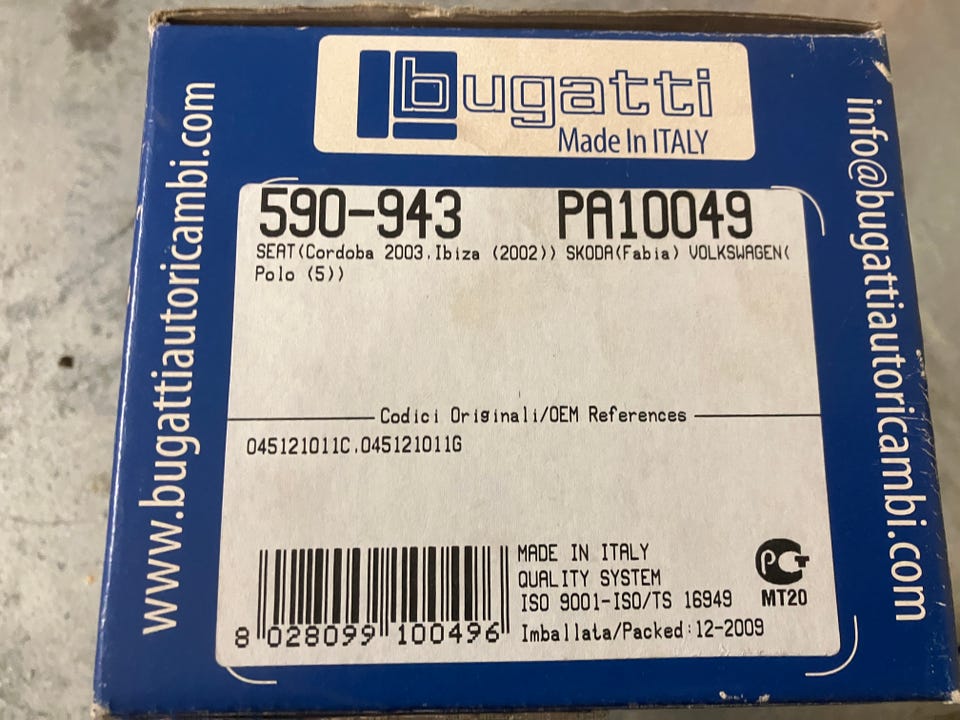 bugatti
Made In ITALY
www.bugattiautoricambi.com
info@bugattiautoricambi.com
590-943 PA10049
SEAT(Cordoba 2003.Ibiza (2002)) SKODA(Fabia) VOLKSWAGEN(
Polo (5))
Codici Originali/OEM References
045121011C.045121011G
MADE IN ITALY
QUALITY SYSTEM
ISO 9001-ISO/TS 16949
Imballata/Packed:12-2009
PCT
MT20
8 028099 100496